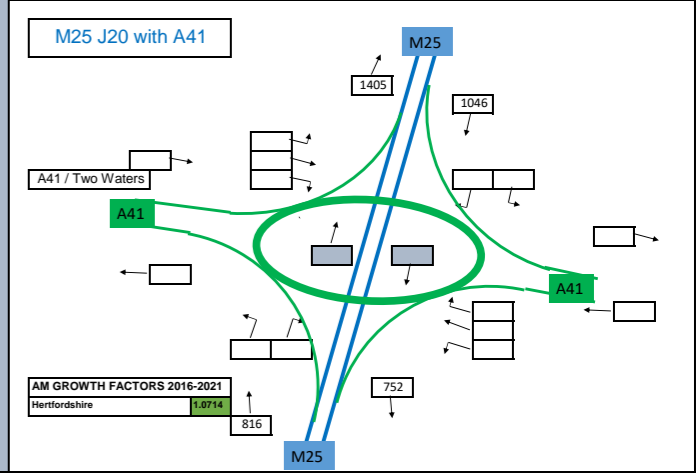 M25 J20 with A41
M25
1405
1046
A41 / Two Waters
A41
A41
AM GROWTH FACTORS 2016-2021
Hertfordshire 1.0714
752
816
M25